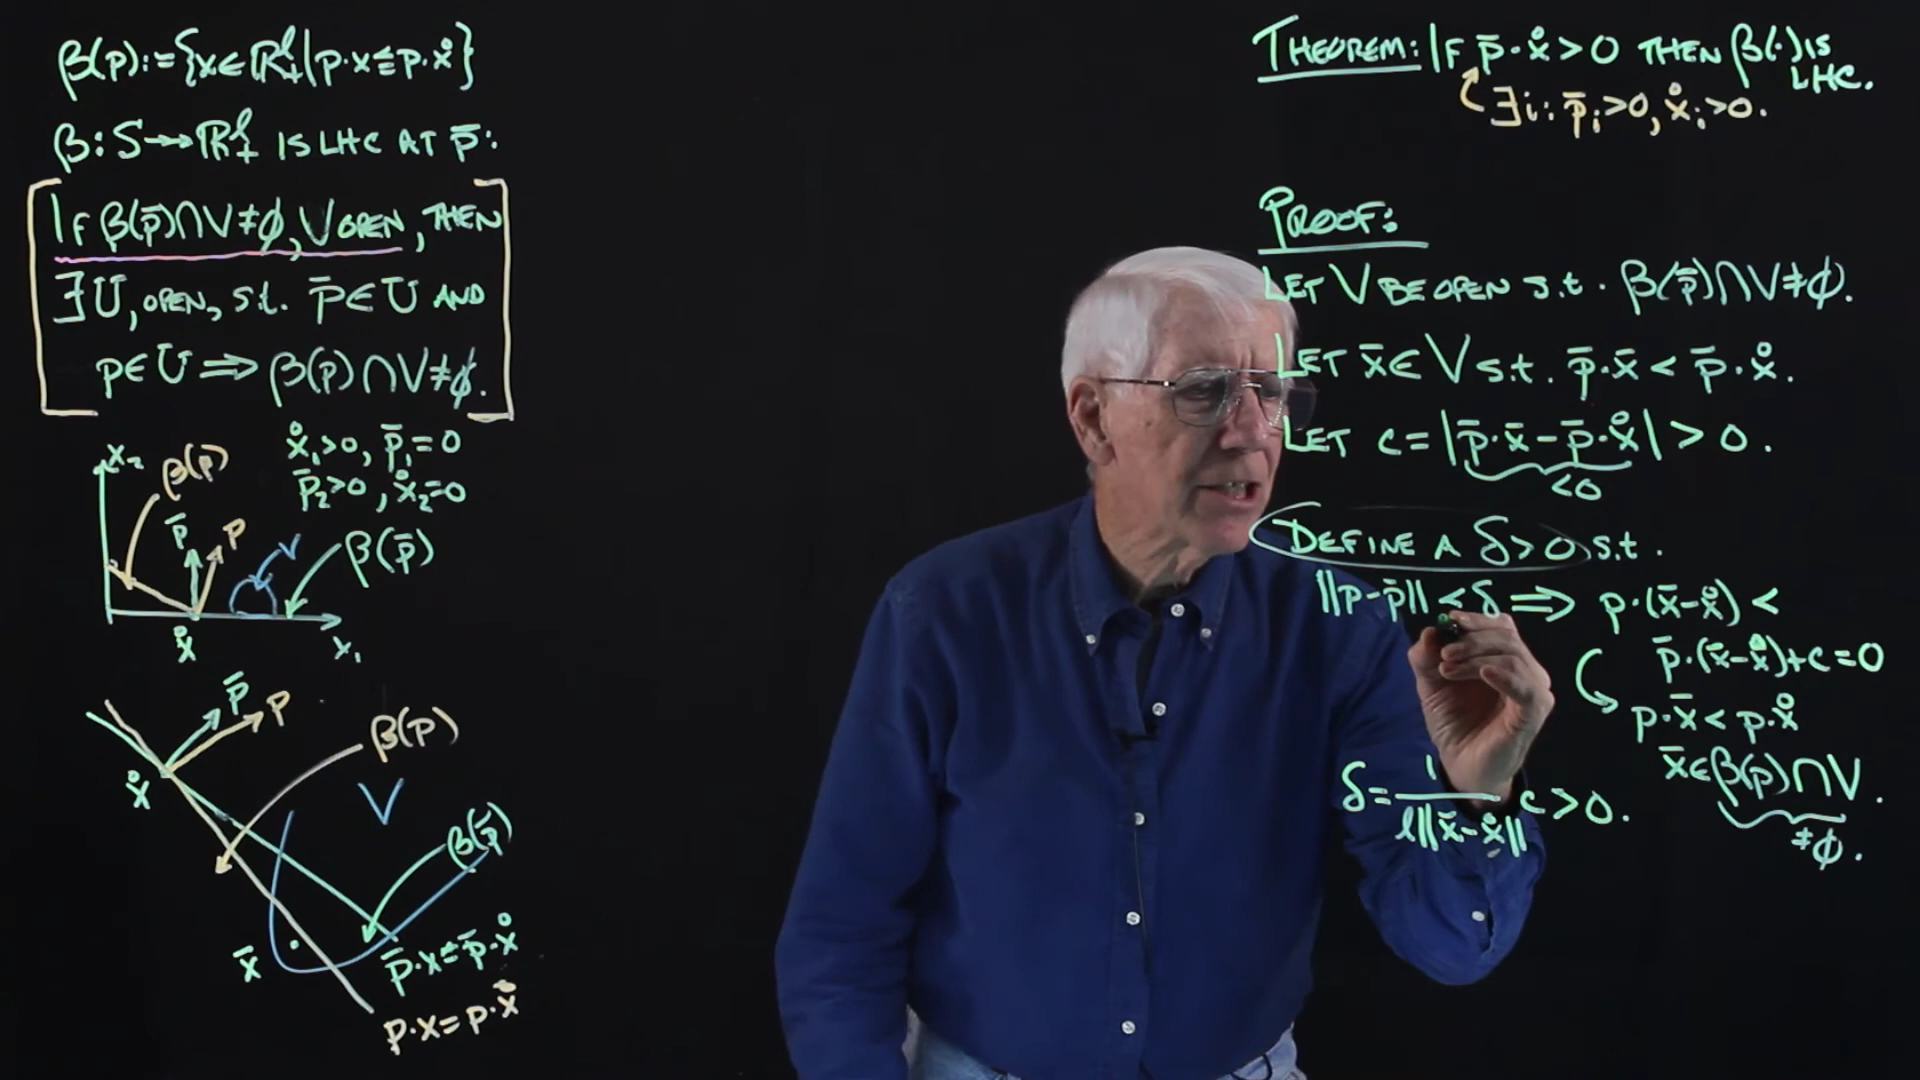 β(p):={x∈ℝˡ₊|p·x≦p·x̊}
β:S→→ℝˡ₊ IS LHC AT p̄:
IF β(p̄)∩V≠∅, V OPEN, THEN
∃U, OPEN, s.t. p̄∈U AND
p∈U⟹β(p)∩V≠∅.
x₂
β(p)
x̊₁>0, p̄₁=0
p̄₂>0, x̊₂=0
p̄
p
V
β(p̄)
x̊
x₁
p̄
p
x̊
β(p)
V
β(p̄)
x̄
p̄·x≦p̄·x̊
p·x=p·x̊
THEOREM: IF p̄·x̊>0 THEN β(·) IS
LHC.
∃i: p̄ᵢ>0, x̊ᵢ>0.
PROOF:
LET V BE OPEN s.t. β(p̄)∩V≠∅.
LET x̄∈V s.t. p̄·x̄<p̄·x̊.
LET c=|p̄·x̄-p̄·x̊|>0.
<0
DEFINE A δ>0 s.t.
‖p-p̄‖<δ⟹p·(x̄-x̊)<
p̄·(x̄-x̊)+c=0
p·x̄<p·x̊
x̄∈β(p)∩V.
≠∅.
δ=1/(l‖x̄-x̊‖) c>0.